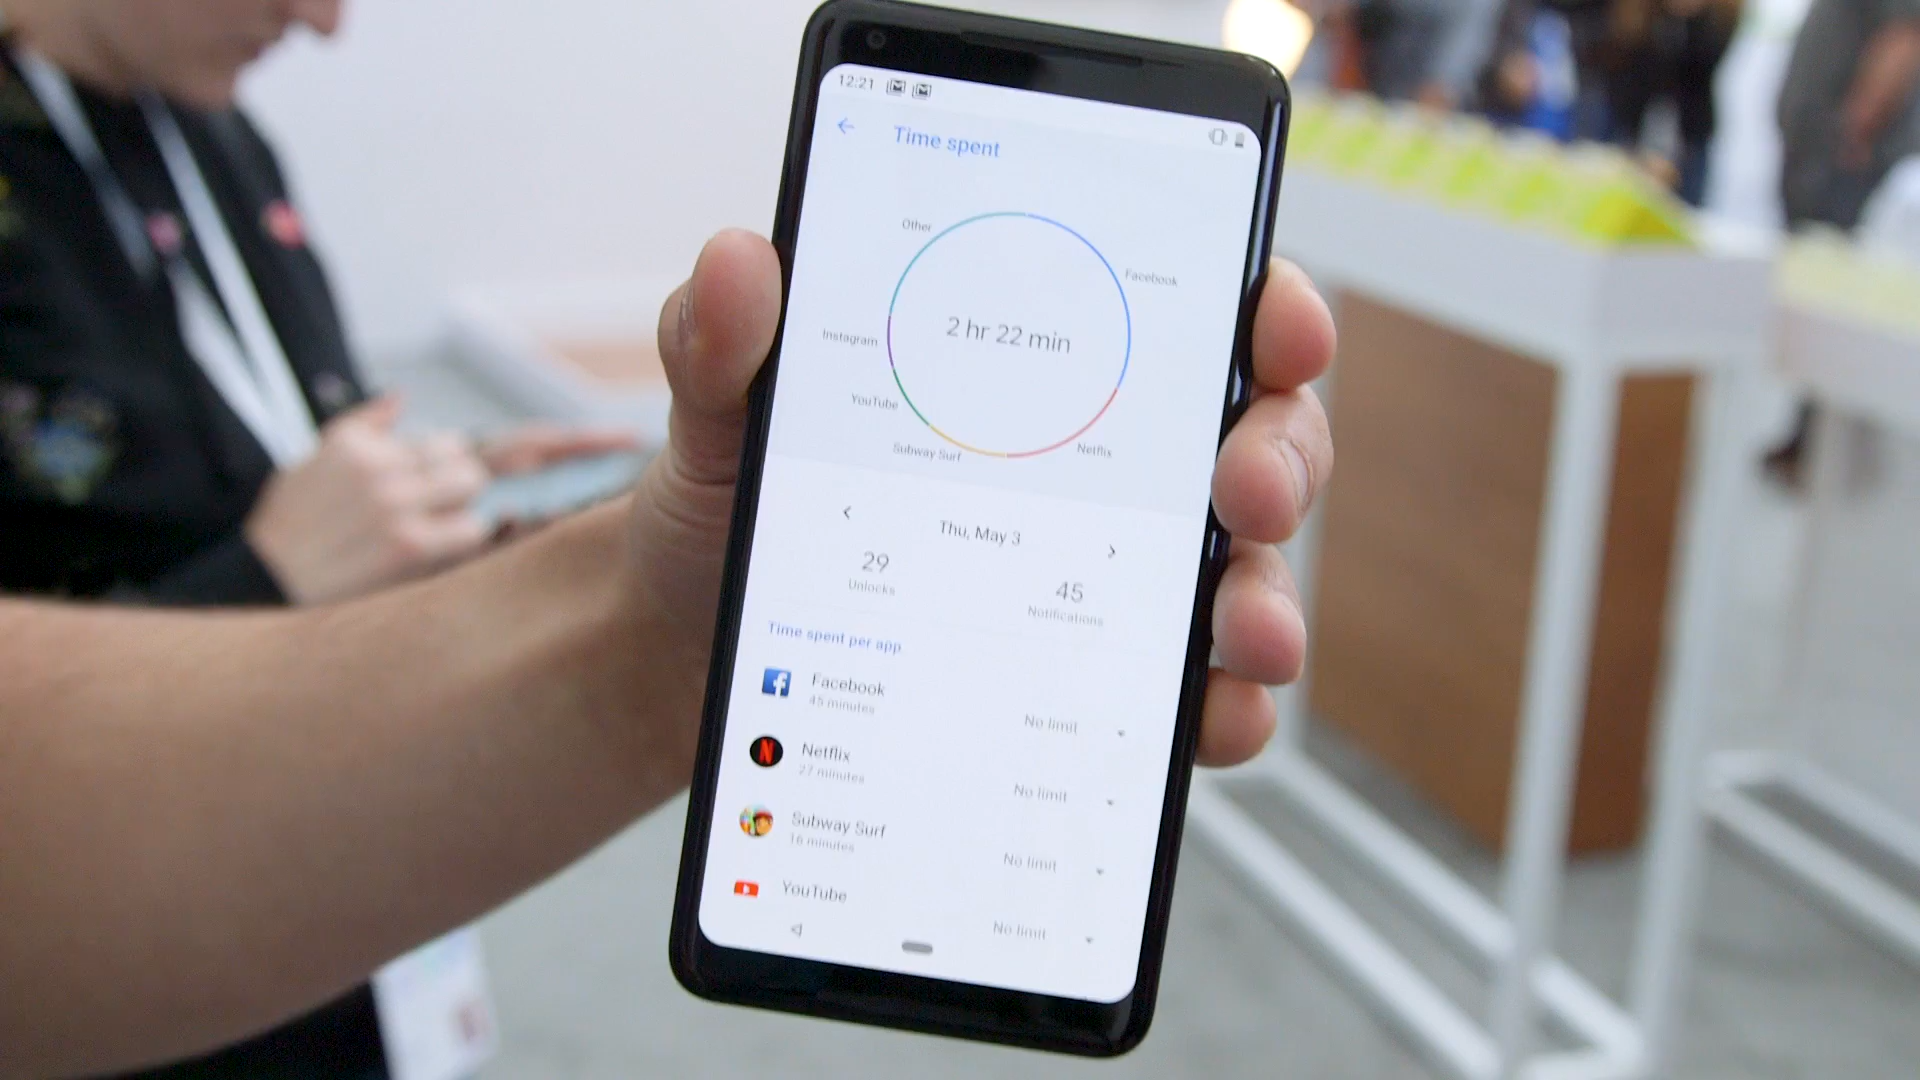 12:21
Time spent
Other
Facebook
2 hr 22 min
Instagram
YouTube
Subway Surf
Netflix
Thu, May 3
29
Unlocks
45
Notifications
Time spent per app
Facebook
45 minutes
No limit
Netflix
27 minutes
No limit
Subway Surf
16 minutes
No limit
YouTube
No limit